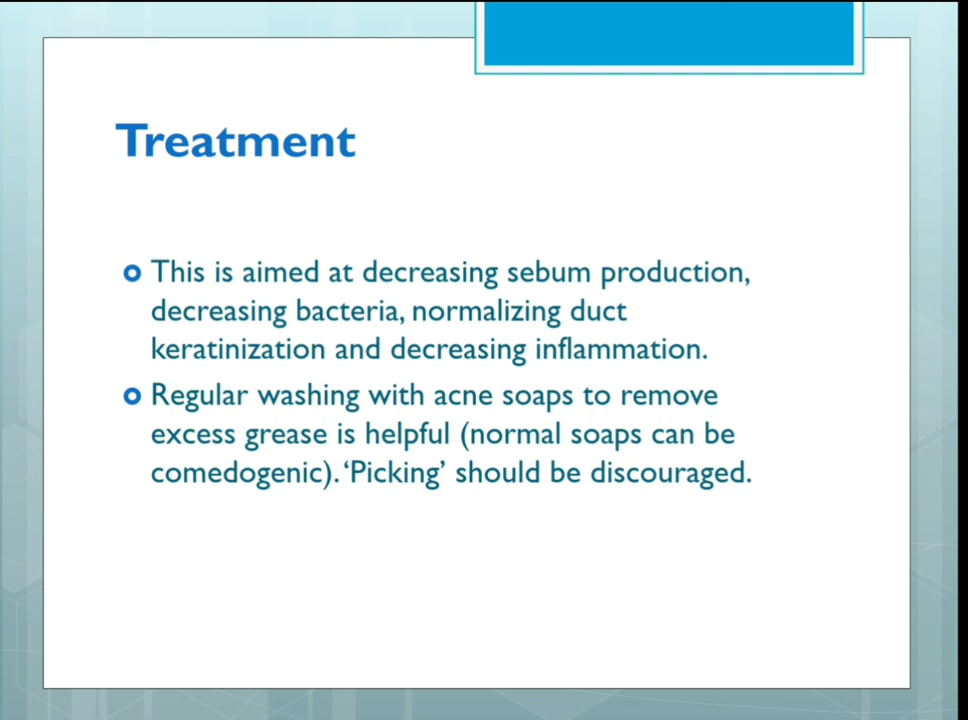 Treatment
This is aimed at decreasing sebum production,
decreasing bacteria, normalizing duct
keratinization and decreasing inflammation.
Regular washing with acne soaps to remove
excess grease is helpful (normal soaps can be
comedogenic). ‘Picking’ should be discouraged.